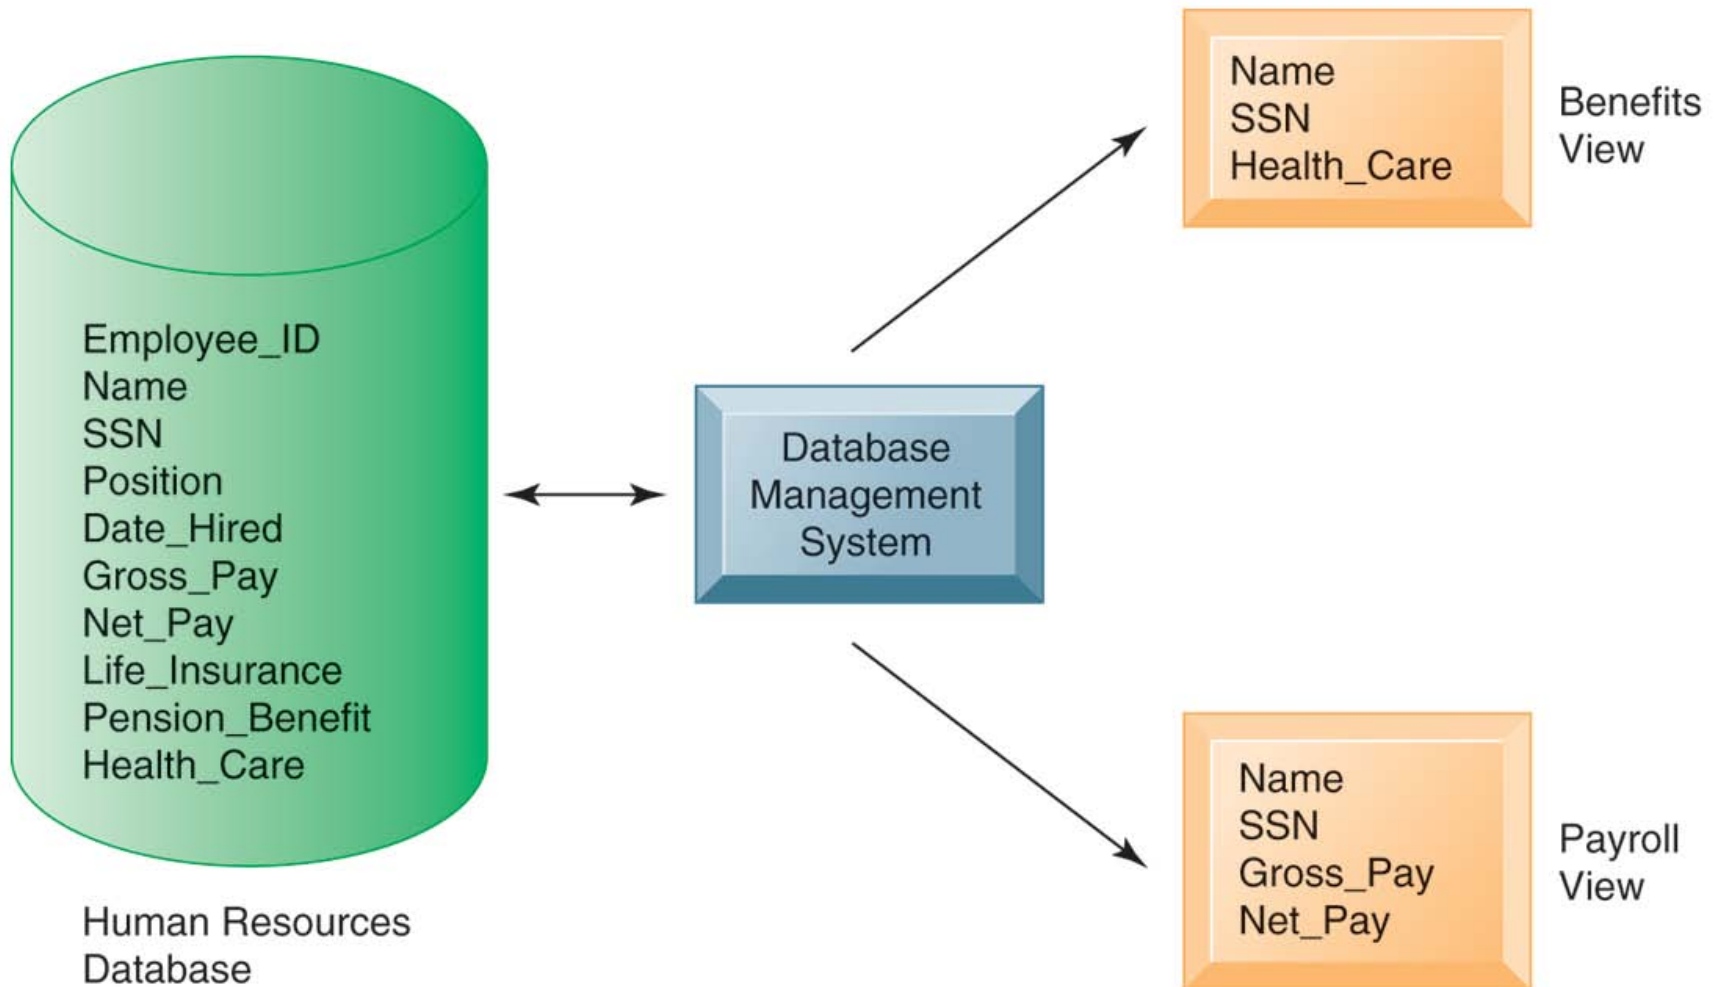 Employee_ID
Name
SSN
Position
Date_Hired
Gross_Pay
Net_Pay
Life_Insurance
Pension_Benefit
Health_Care
Human Resources
Database
Database
Management
System
Name
SSN
Health_Care
Benefits
View
Name
SSN
Gross_Pay
Net_Pay
Payroll
View